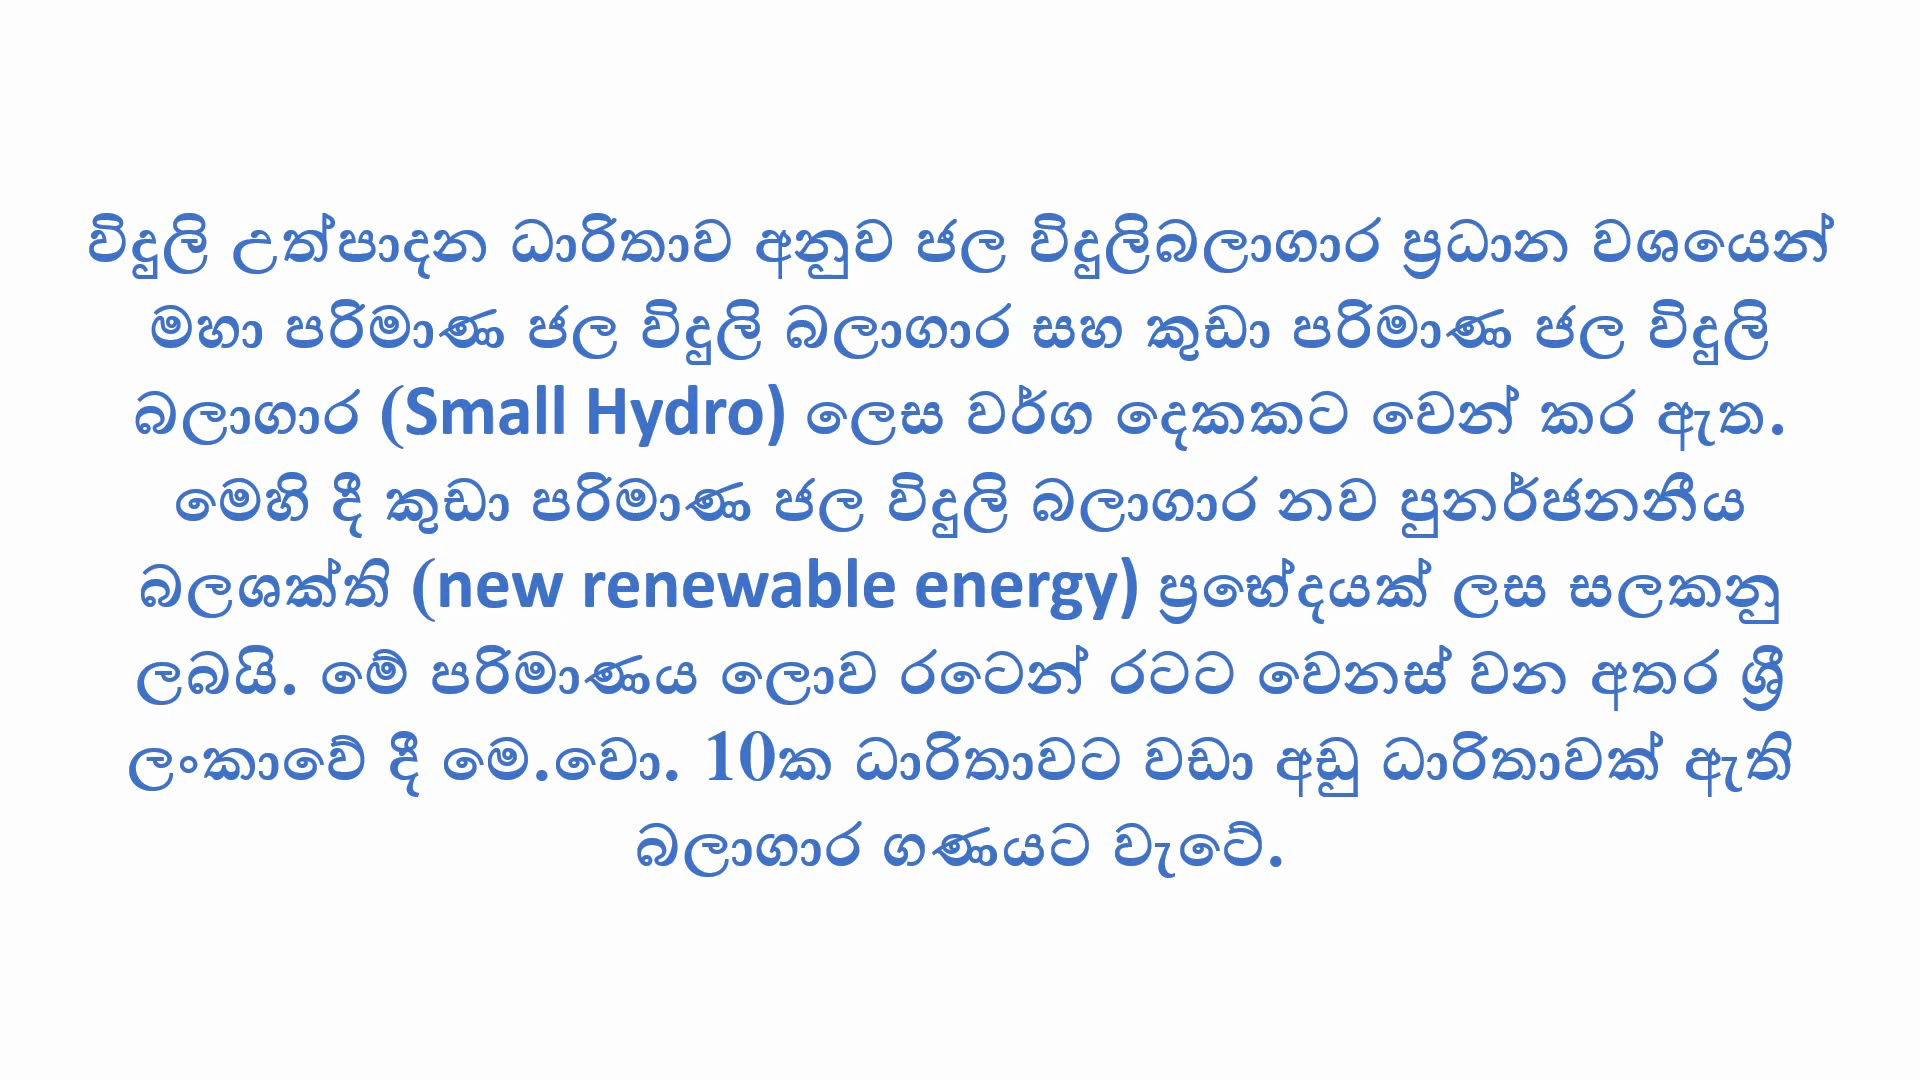 විදුලි උත්පාදන ධාරිතාව අනුව ජල විදුලිබලාගාර ප්‍රධාන වශයෙන්
මහා පරිමාණ ජල විදුලි බලාගාර සහ කුඩා පරිමාණ ජල විදුලි
බලාගාර (Small Hydro) ලෙස වර්ග දෙකකට වෙන් කර ඇත.
මෙහි දී කුඩා පරිමාණ ජල විදුලි බලාගාර නව පුනර්ජනනීය
බලශක්ති (new renewable energy) ප්‍රභේදයක් ලස සලකනු
ලබයි. මේ පරිමාණය ලොව රටෙන් රටට වෙනස් වන අතර ශ්‍රී
ලංකාවේ දී මෙ.වො. 10ක ධාරිතාවට වඩා අඩු ධාරිතාවක් ඇති
බලාගාර ගණයට වැටේ.